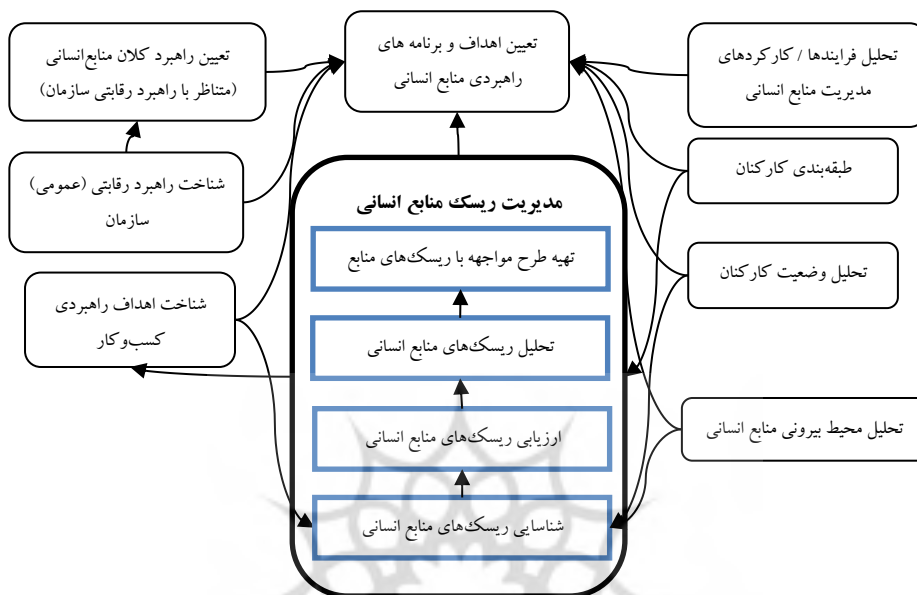 تحلیل فرایندها / کارکردهای
مدیریت منابع انسانی
تعیین اهداف و برنامه های
راهبردی منابع انسانی
تعیین راهبرد کلان منابع‌انسانی
(متناظر با راهبرد رقابتی سازمان)
طبقه‌بندی کارکنان
شناخت راهبرد رقابتی (عمومی)
سازمان
مدیریت ریسک منابع انسانی
تهیه طرح مواجهه با ریسک‌های منابع
تحلیل وضعیت کارکنان
شناخت اهداف راهبردی
کسب‌وکار
تحلیل ریسک‌های منابع انسانی
تحلیل محیط بیرونی منابع انسانی
ارزیابی ریسک‌های منابع انسانی
شناسایی ریسک‌های منابع انسانی